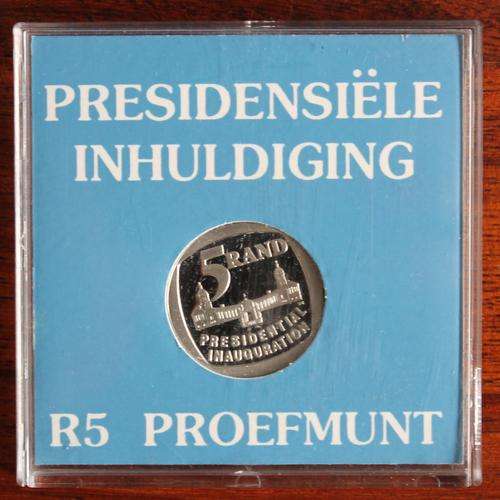 PRESIDENSIËLE
INHULDIGING
5 RAND
PRESIDENTIAL
INAUGURATION
R5 PROEFMUNT